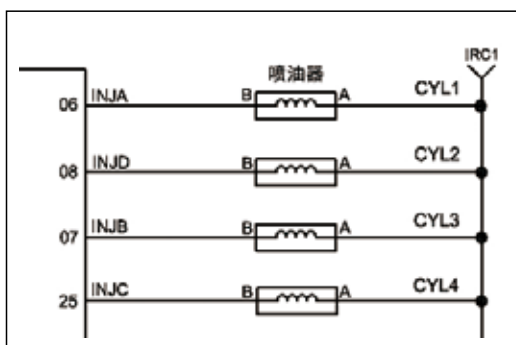 IRC1
喷油器
06 INJA B A CYL1
08 INJD B A CYL2
07 INJB B A CYL3
25 INJC B A CYL4